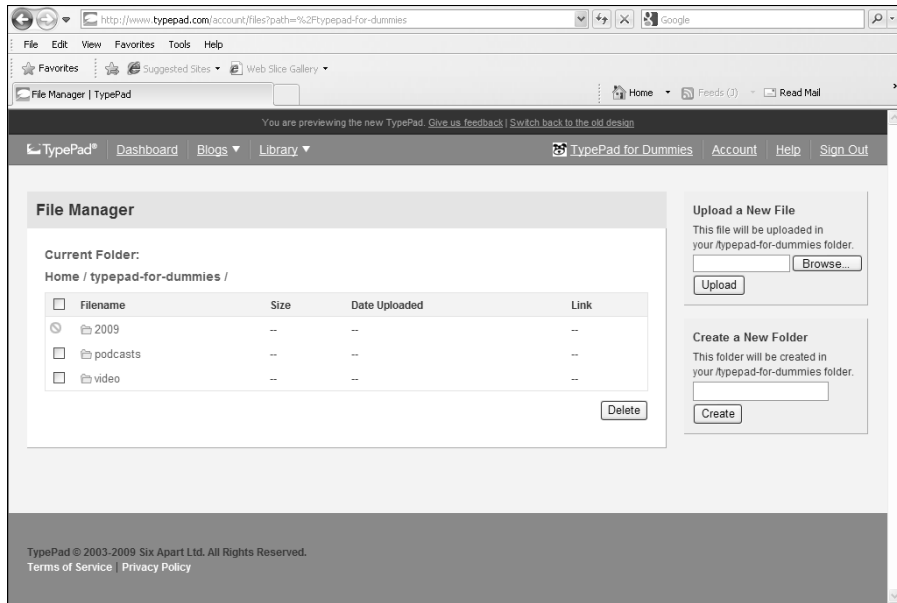 http://www.typepad.com/account/files?path=%2Ftypepad-for-dummies
Google
File Edit View Favorites Tools Help
Favorites Suggested Sites Web Slice Gallery
File Manager | TypePad
Home Feeds (J) Read Mail
You are previewing the new TypePad. Give us feedback | Switch back to the old design
TypePad® Dashboard Blogs Library TypePad for Dummies Account Help Sign Out
File Manager
Current Folder:
Home / typepad-for-dummies /
Filename Size Date Uploaded Link
2009 -- -- --
podcasts -- -- --
video -- -- --
Delete
Upload a New File
This file will be uploaded in
your /typepad-for-dummies folder.
Browse...
Upload
Create a New Folder
This folder will be created in
your /typepad-for-dummies folder.
Create
TypePad © 2003-2009 Six Apart Ltd. All Rights Reserved.
Terms of Service | Privacy Policy